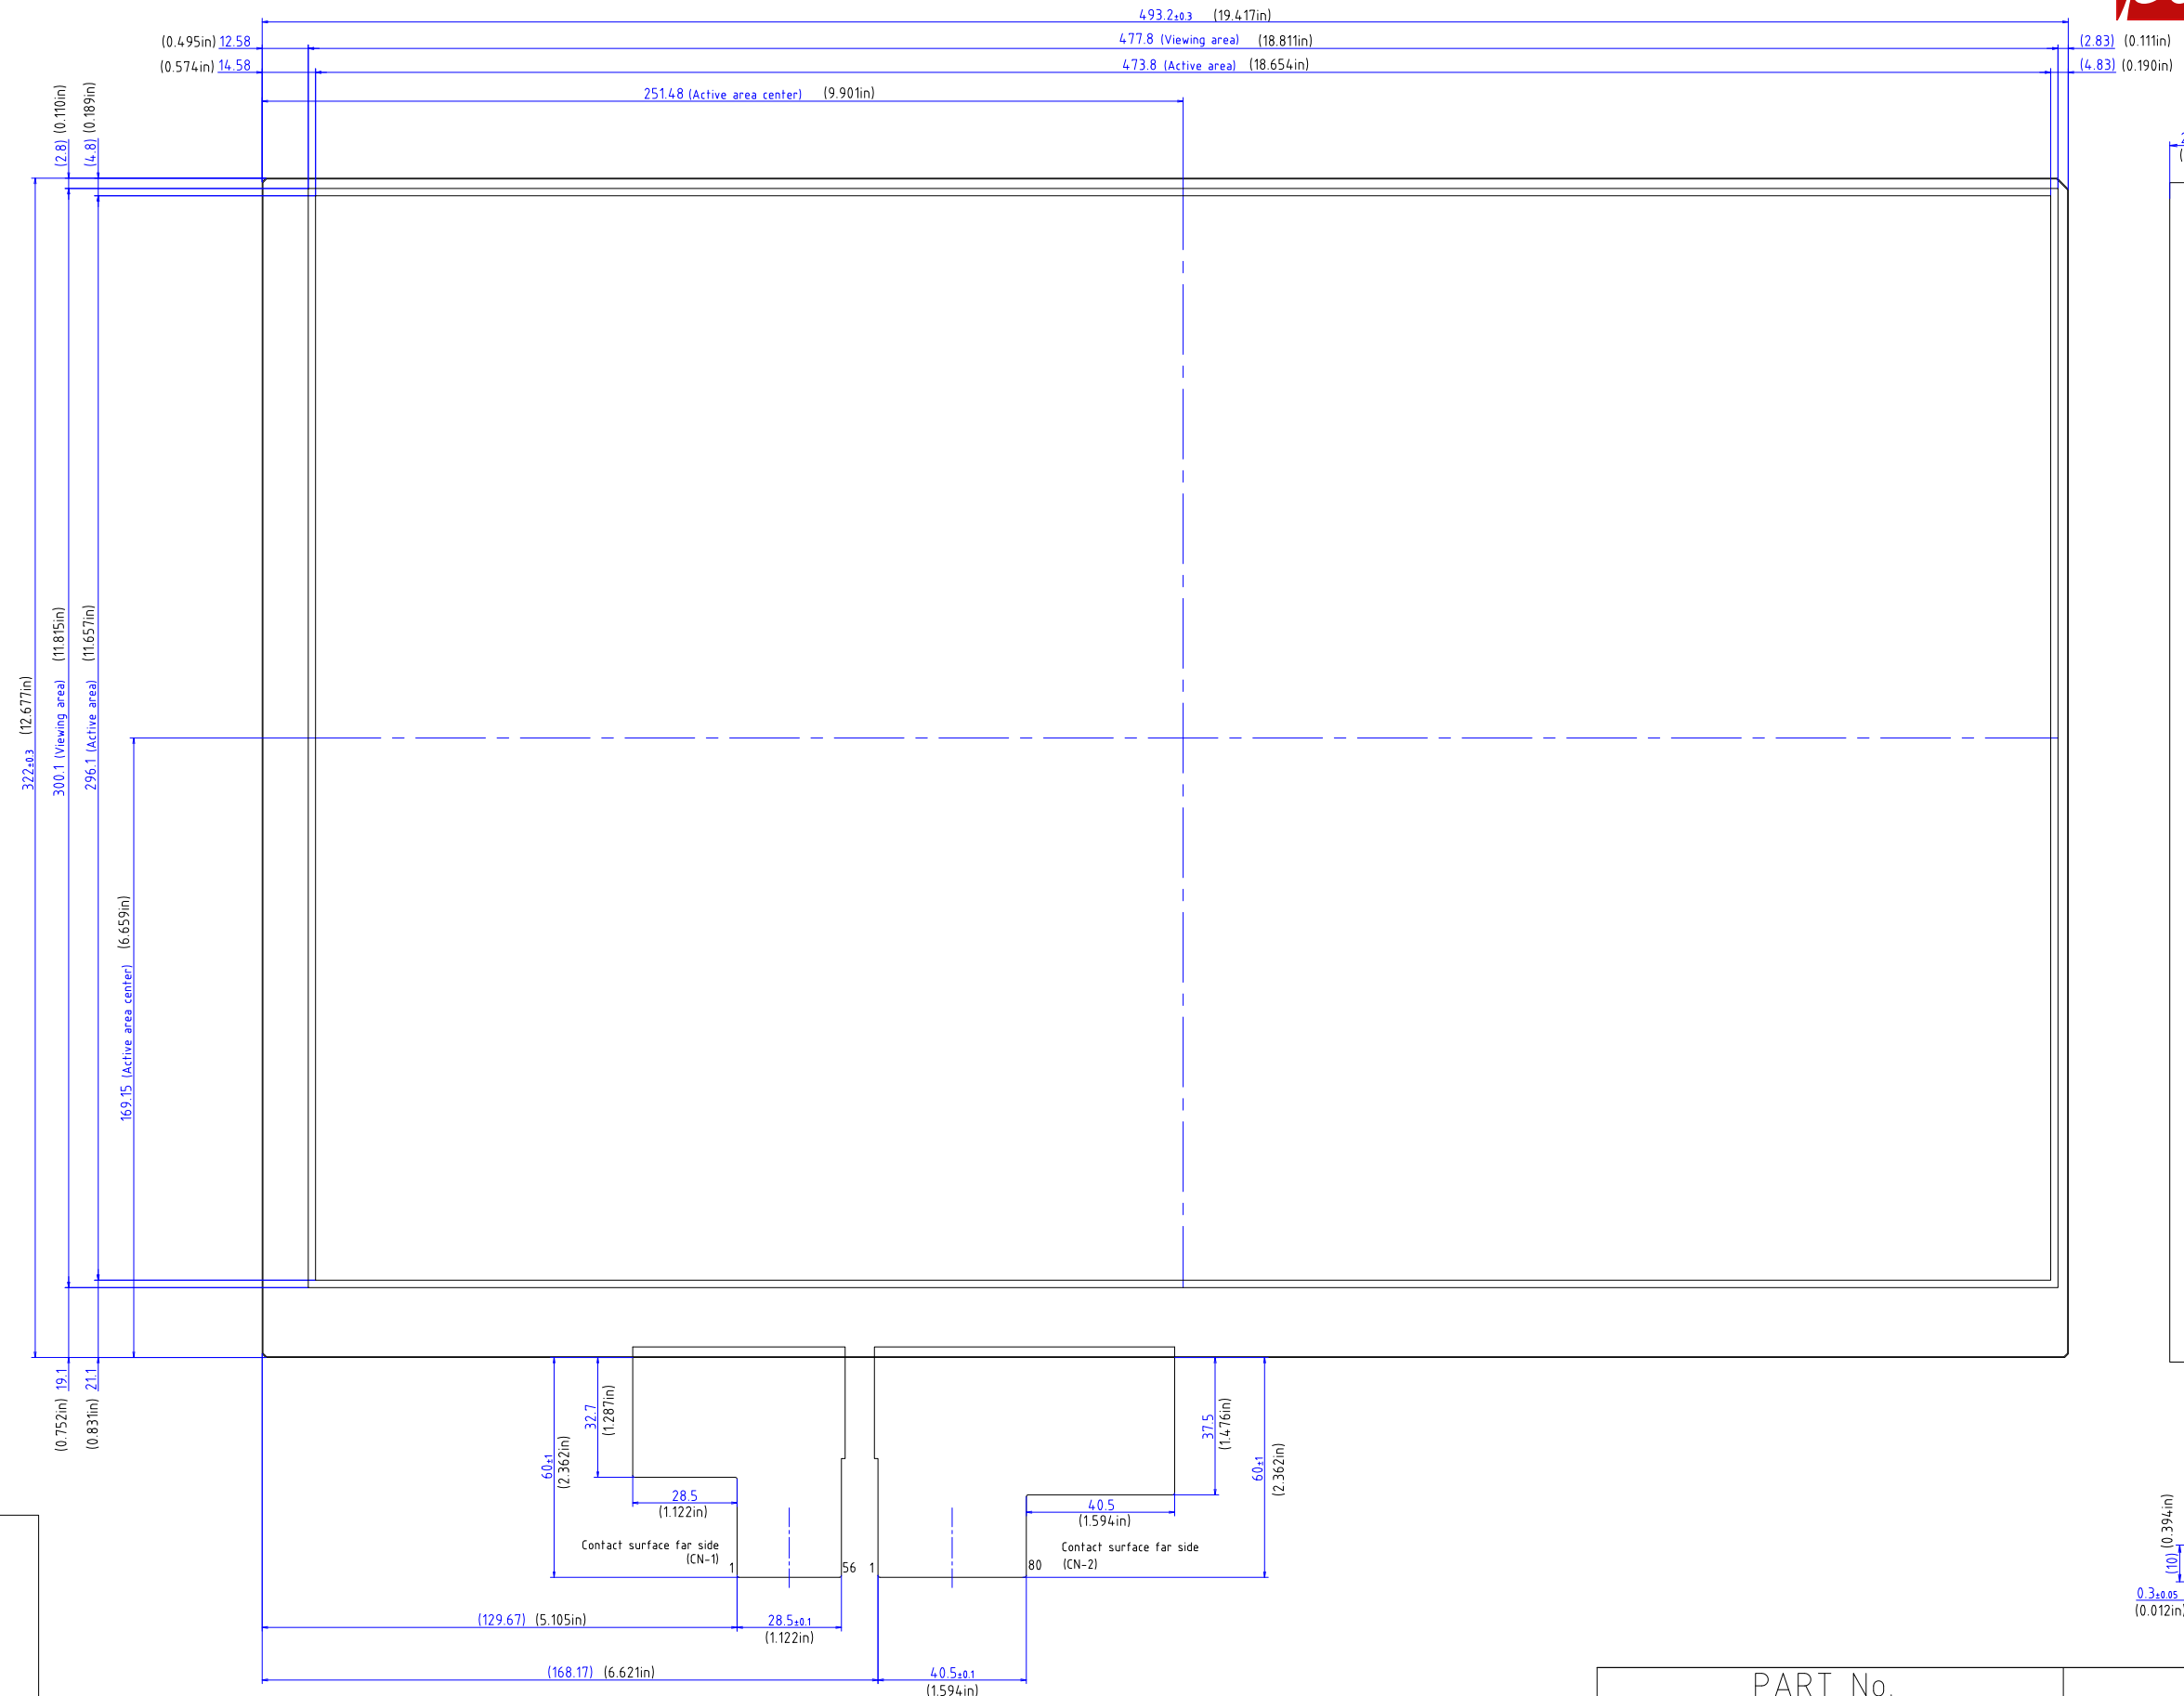 493.2±0.3 (19.417in)
(0.495in) 12.58 477.8 (Viewing area) (18.811in) (2.83) (0.111in)
(0.574in) 14.58 473.8 (Active area) (18.654in) (4.83) (0.190in)
251.48 (Active area center) (9.901in)
(2.8) (0.110in)
(4.8) (0.189in)
322±0.3 (12.677in)
300.1 (Viewing area) (11.815in)
296.1 (Active area) (11.657in)
169.15 (Active area center) (6.659in)
(0.752in) 19.1
(0.831in) 21.1
60±1
(2.362in)
32.7
(1.287in)
37.5
(1.476in)
60±1
(2.362in)
28.5
(1.122in)
40.5
(1.594in)
Contact surface far side
(CN-1)
1 56 1 80
Contact surface far side
(CN-2)
(10) (0.394in)
0.3±0.05
(0.012in)
(129.67) (5.105in) 28.5±0.1
(1.122in)
(168.17) (6.621in) 40.5±0.1
(1.594in)
PART No.